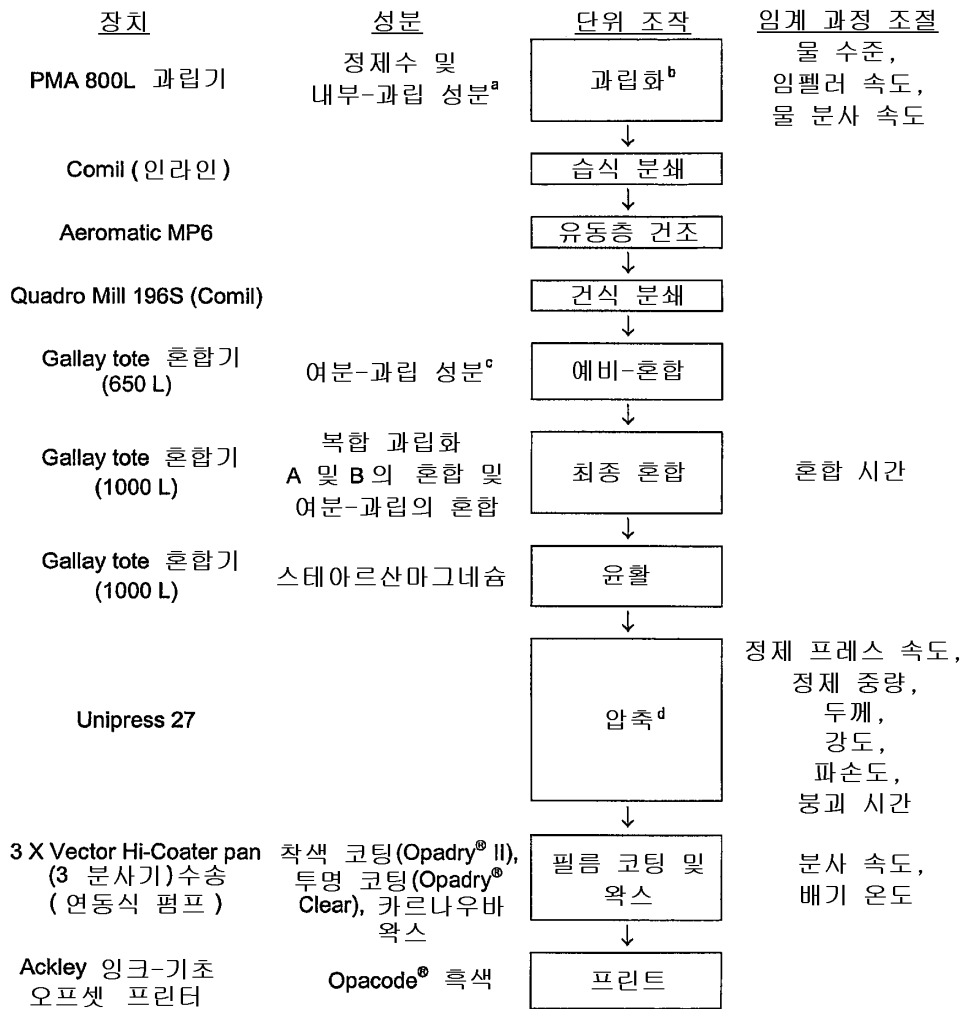 장치
성분
단위 조작
임계 과정 조절
PMA 800L 과립기
정제수 및
내부-과립 성분ᵃ
과립화ᵇ
물 수준,
임펠러 속도,
물 분사 속도
Comil (인라인)
습식 분쇄
Aeromatic MP6
유동층 건조
Quadro Mill 196S (Comil)
건식 분쇄
Gallay tote 혼합기
(650 L)
여분-과립 성분ᶜ
예비-혼합
Gallay tote 혼합기
(1000 L)
복합 과립화
A 및 B의 혼합 및
여분-과립의 혼합
최종 혼합
혼합 시간
Gallay tote 혼합기
(1000 L)
스테아르산마그네슘
윤활
Unipress 27
압축ᵈ
정제 프레스 속도,
정제 중량,
두께,
강도,
파손도,
붕괴 시간
3 X Vector Hi-Coater pan
(3 분사기)수송
(연동식 펌프)
착색 코팅(Opadry® II),
투명 코팅(Opadry®
Clear), 카르나우바
왁스
필름 코팅 및
왁스
분사 속도,
배기 온도
Ackley 잉크-기초
오프셋 프린터
Opacode® 흑색
프린트